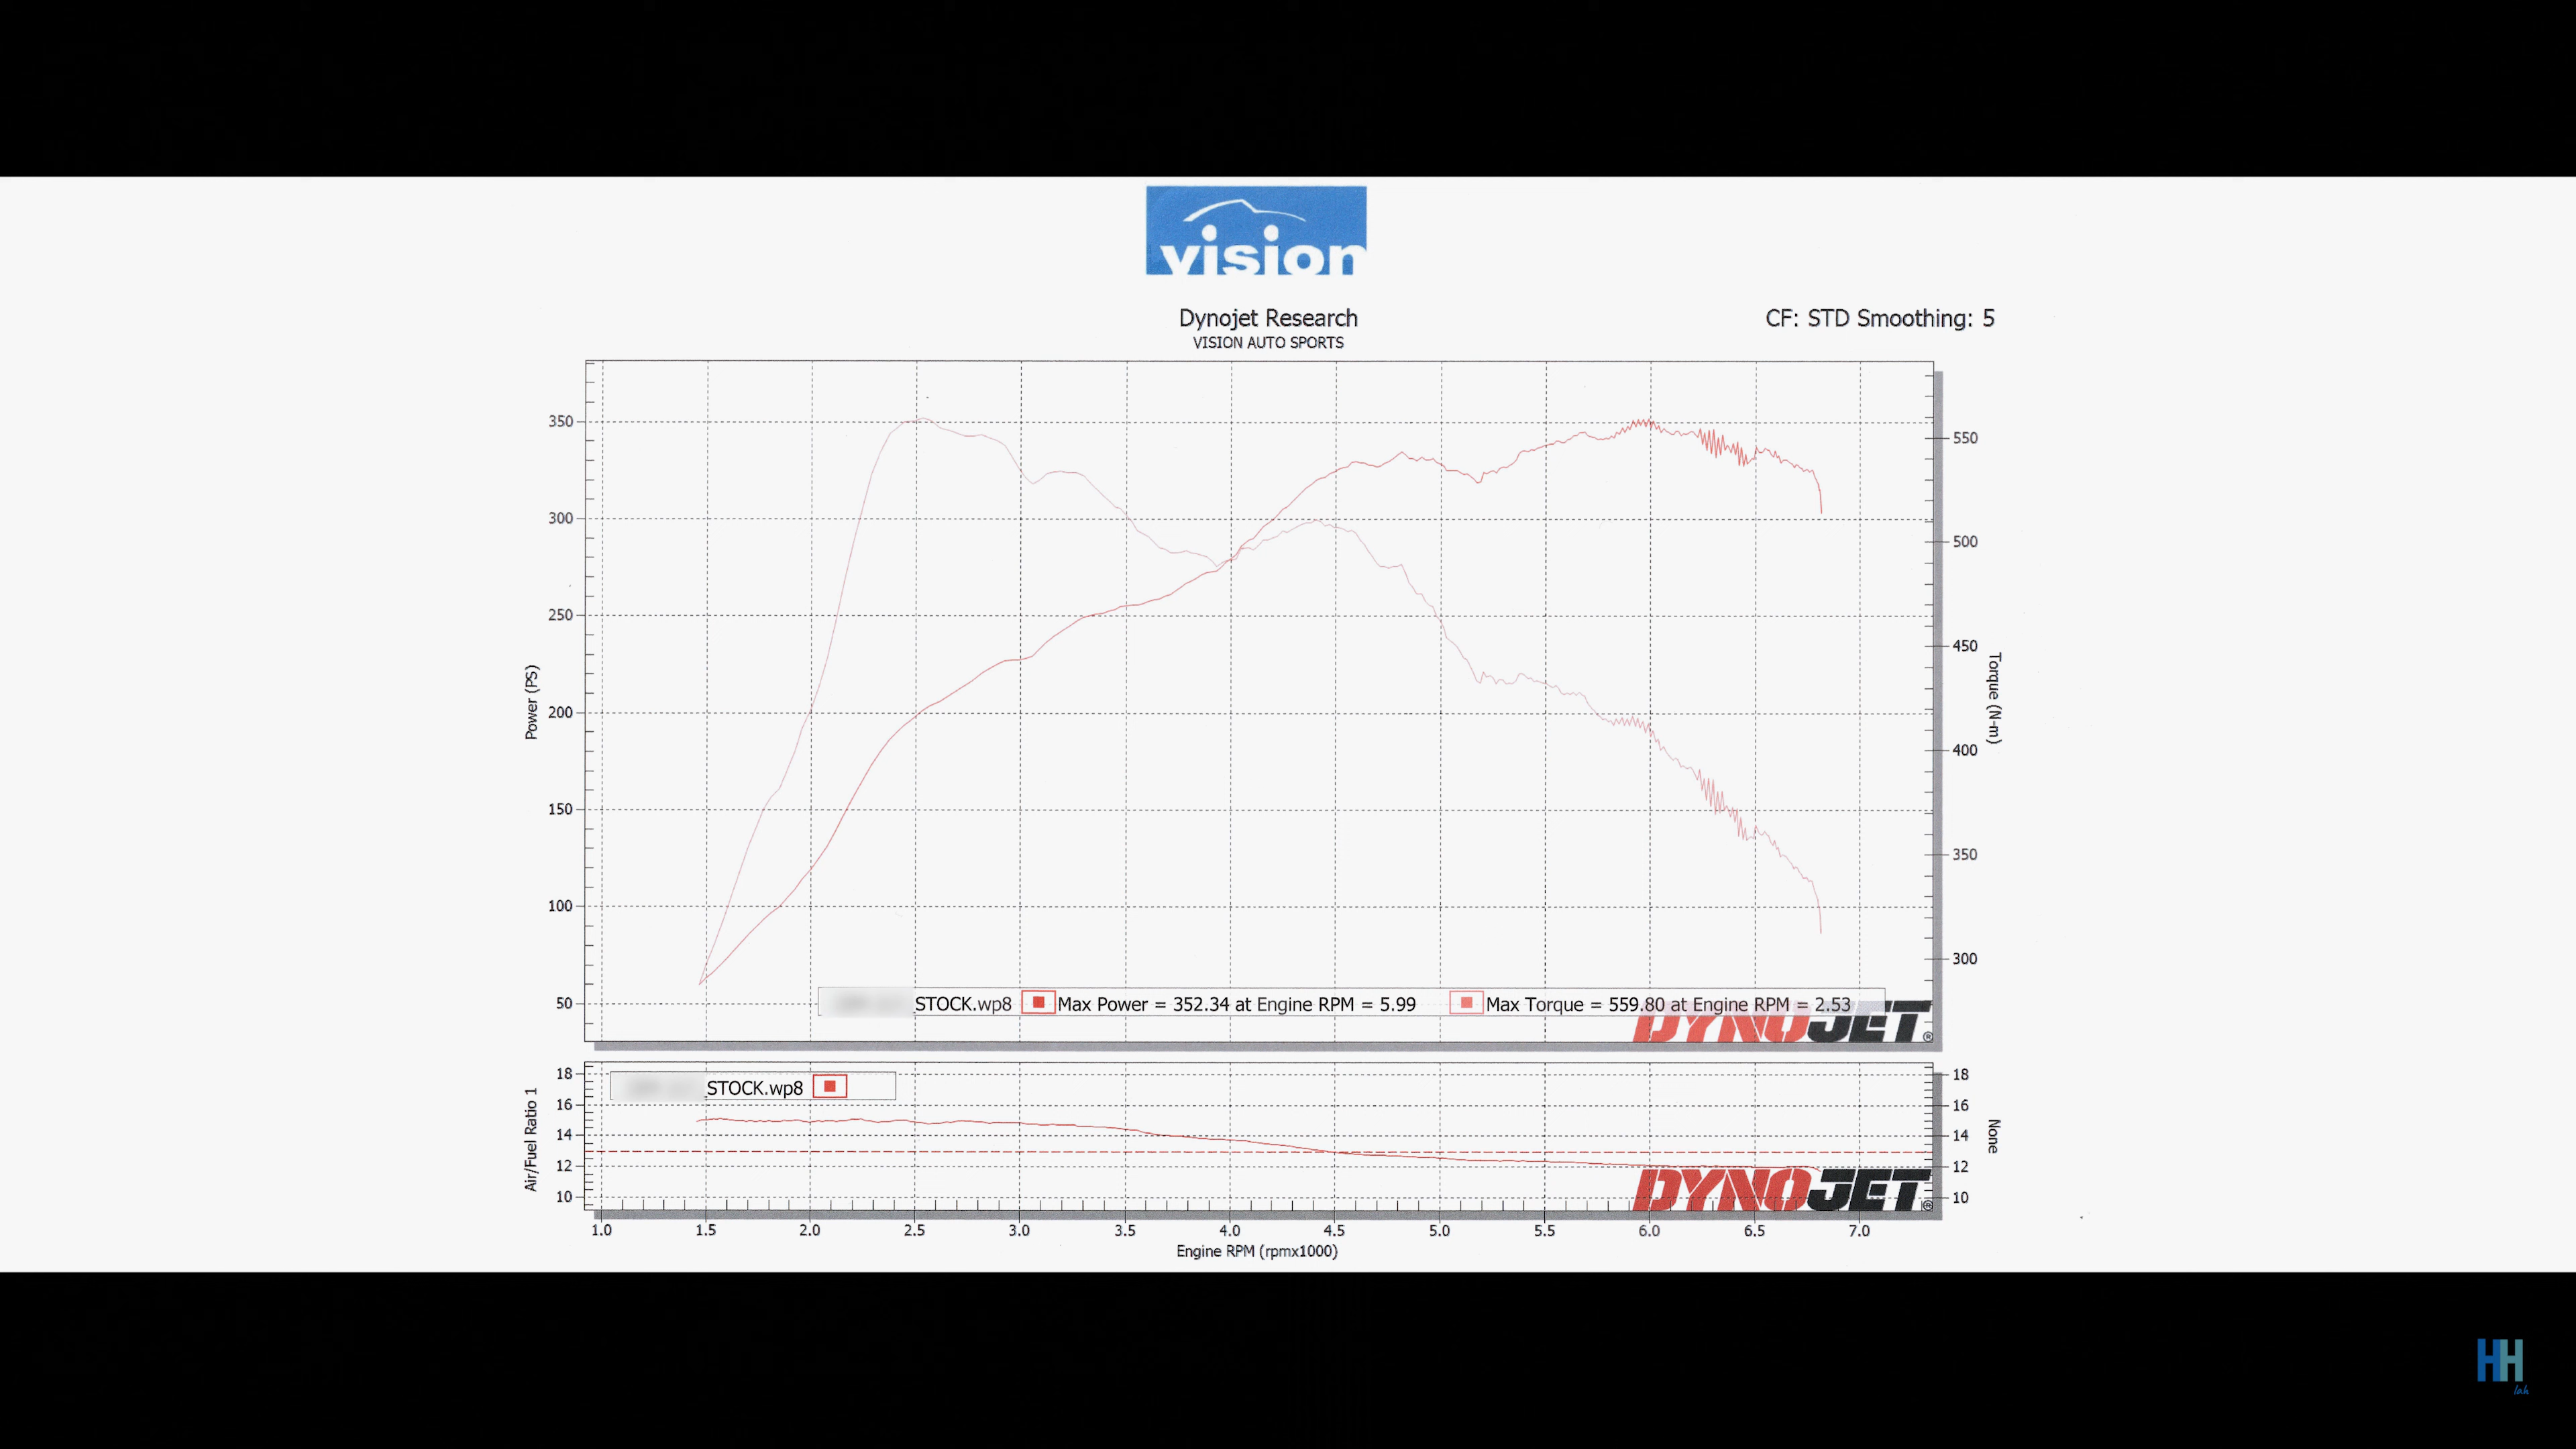 vision
Dynojet Research
CF: STD Smoothing: 5
VISION AUTO SPORTS
350
300
250
200
150
100
50
Power (PS)
550
500
450
400
350
300
Torque (N-m)
STOCK.wp8 Max Power = 352.34 at Engine RPM = 5.99 Max Torque = 559.80 at Engine RPM = 2.53
DYNOJET®
18
16
14
12
10
Air/Fuel Ratio 1
_STOCK.wp8
18
16
14
12
10
None
DYNOJET®
1.0 1.5 2.0 2.5 3.0 3.5 4.0 4.5 5.0 5.5 6.0 6.5 7.0
Engine RPM (rpmx1000)
HH
lah